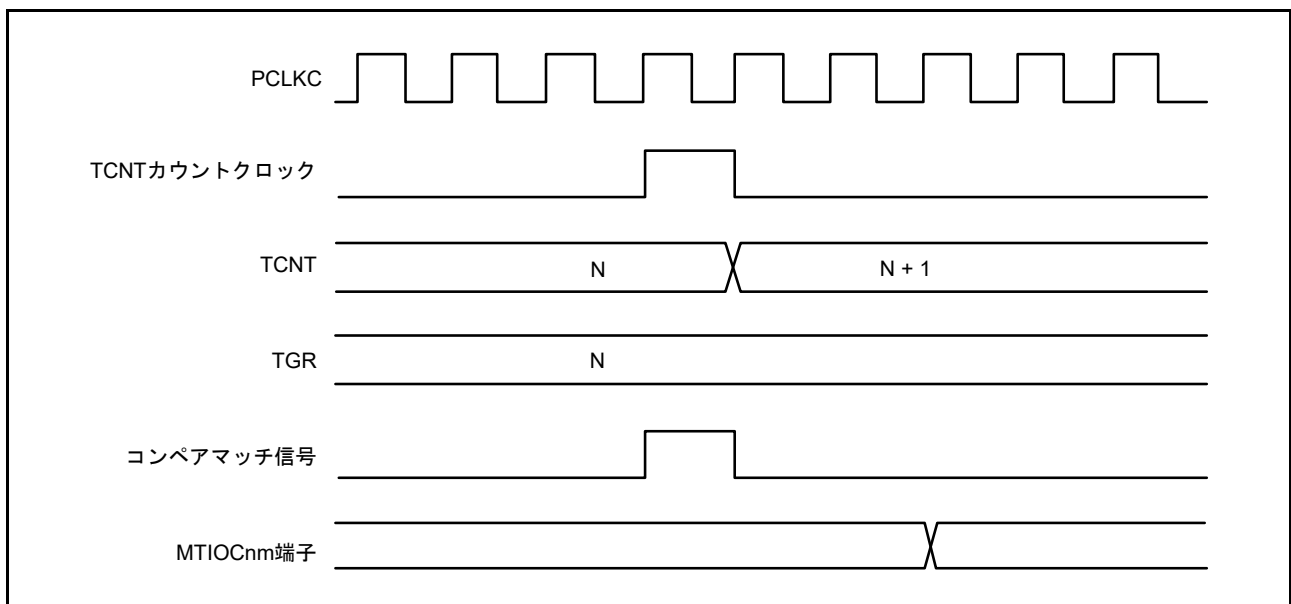 PCLKC
TCNTカウントクロック
TCNT
N
N + 1
TGR
N
コンペアマッチ信号
MTIOCnm端子